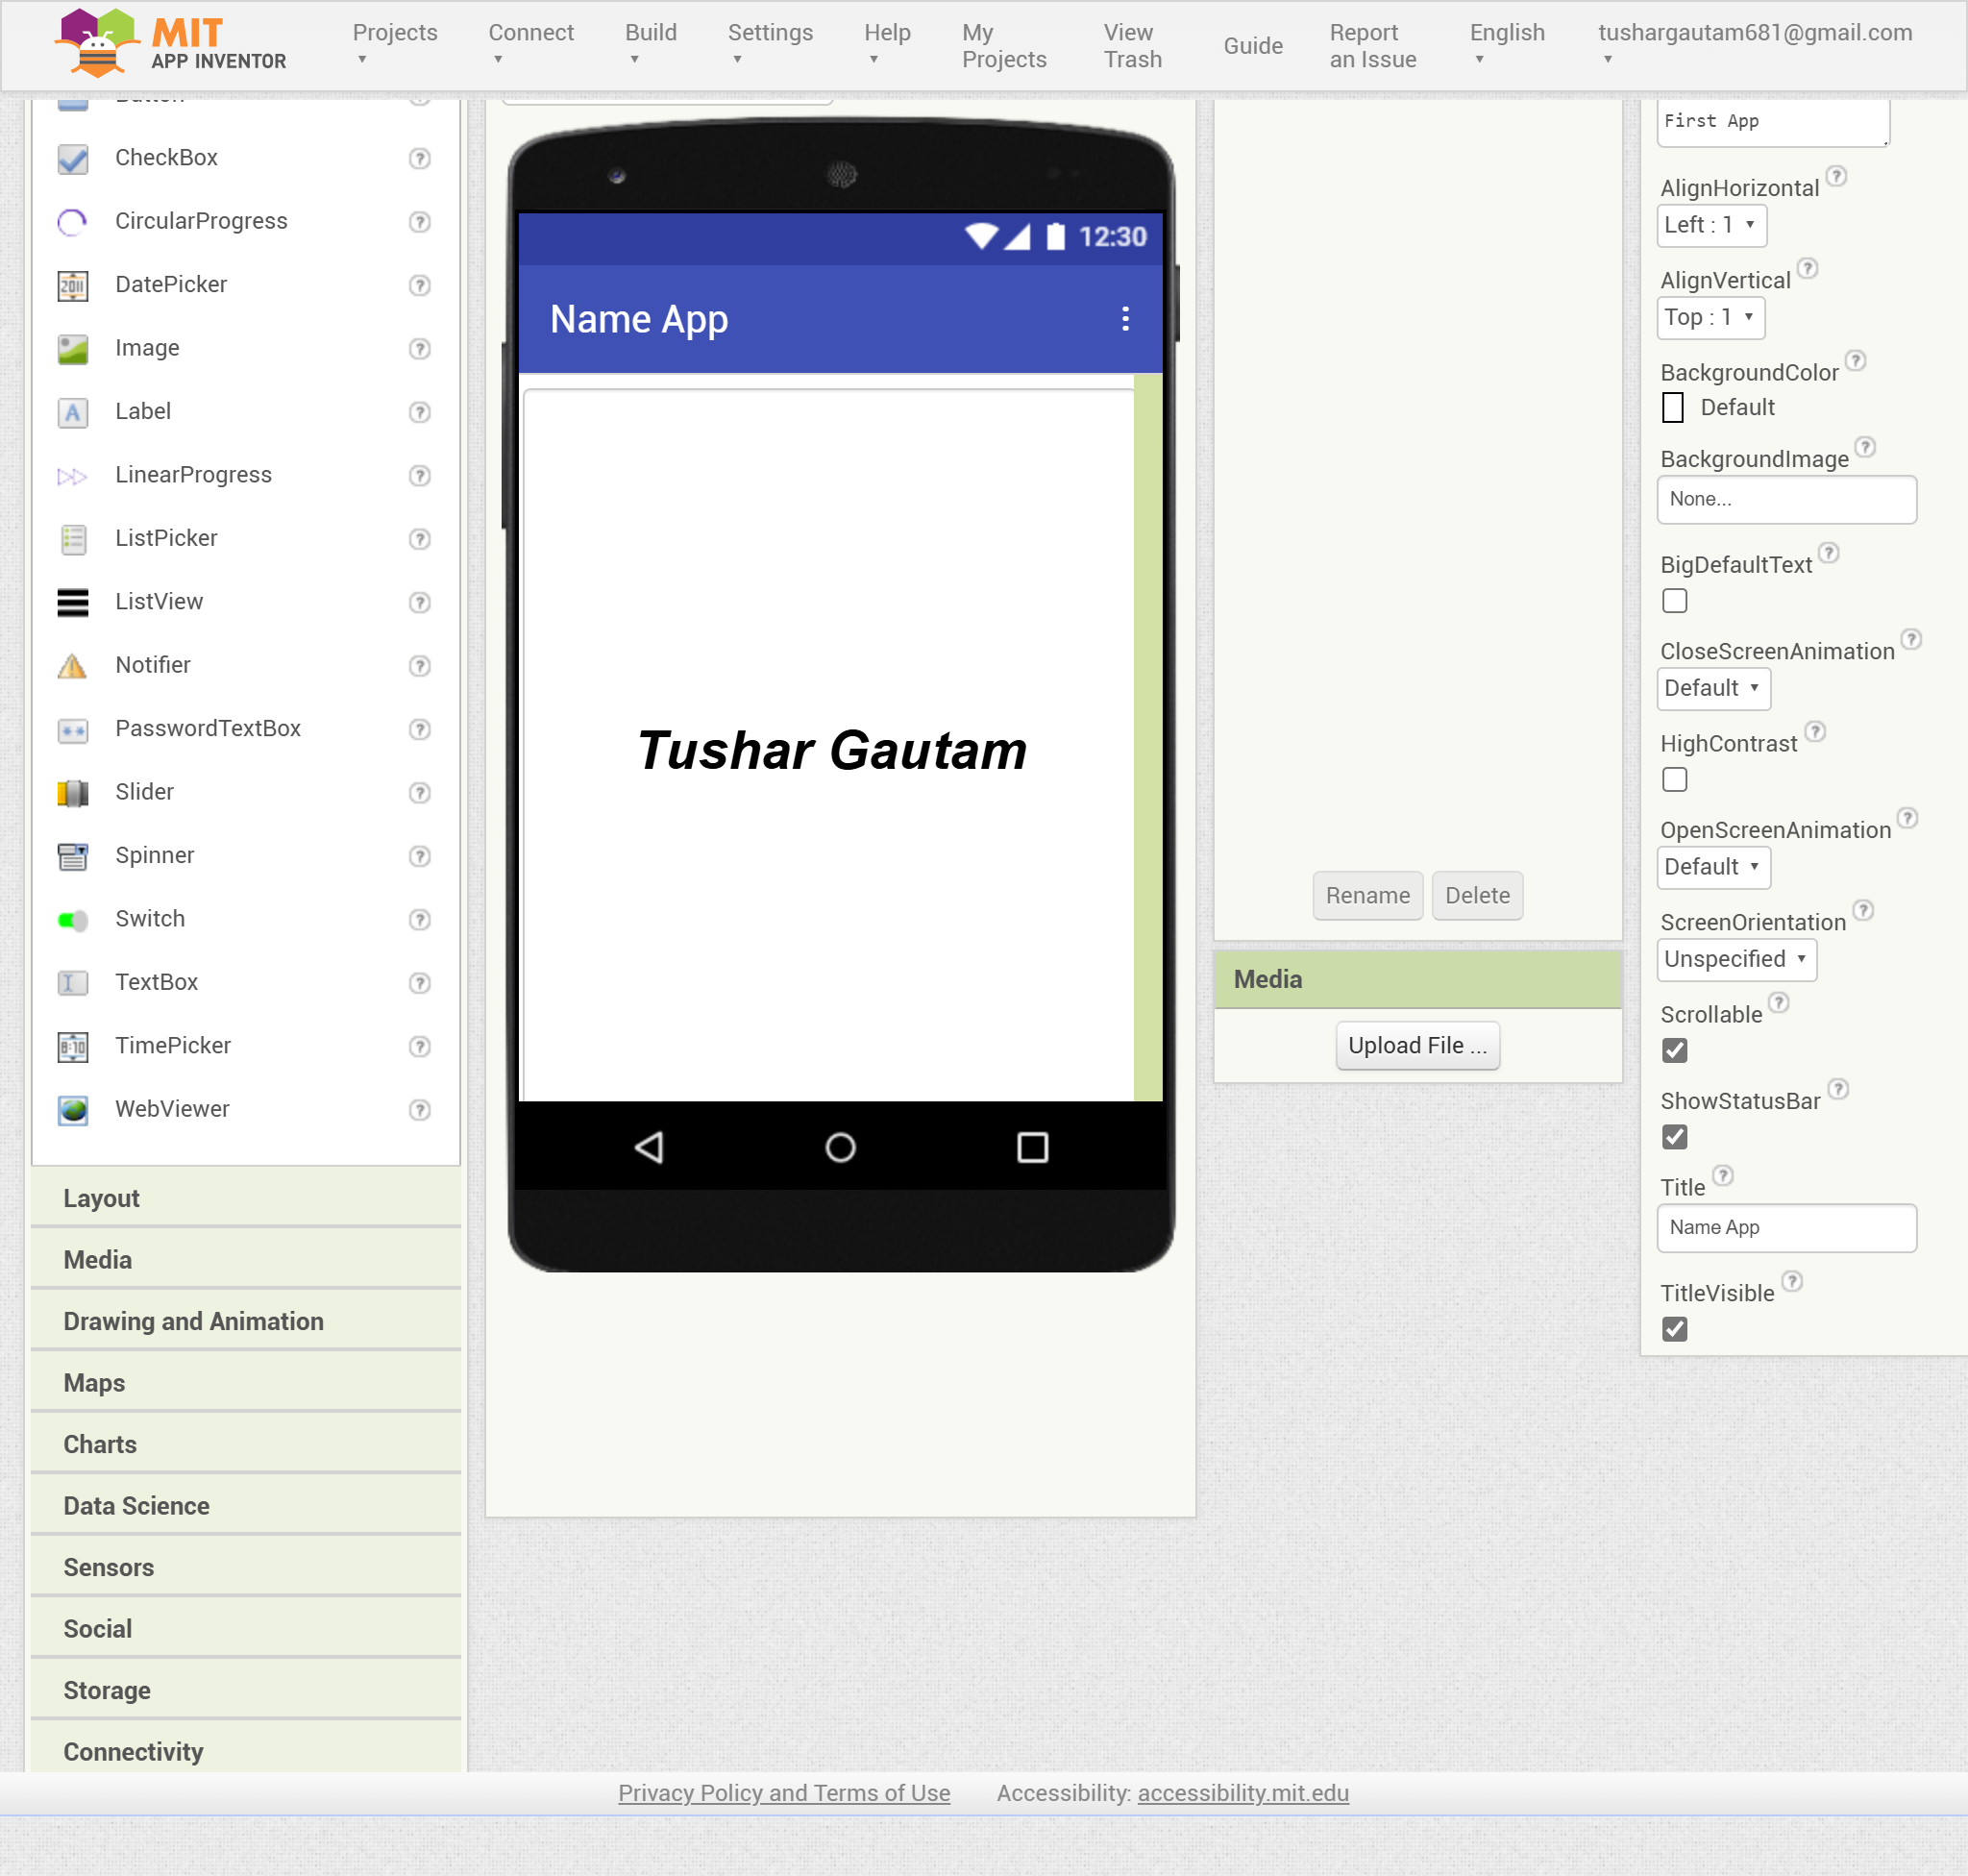 MIT
APP INVENTOR
Projects
Connect
Build
Settings
Help
My Projects
View Trash
Guide
Report an Issue
English
tushargautam681@gmail.com
CheckBox
CircularProgress
DatePicker
Image
Label
LinearProgress
ListPicker
ListView
Notifier
PasswordTextBox
Slider
Spinner
Switch
TextBox
TimePicker
WebViewer
Layout
Media
Drawing and Animation
Maps
Charts
Data Science
Sensors
Social
Storage
Connectivity
12:30
Name App
Tushar Gautam
Rename
Delete
Media
Upload File ...
First App
AlignHorizontal
Left : 1
AlignVertical
Top : 1
BackgroundColor
Default
BackgroundImage
None...
BigDefaultText
CloseScreenAnimation
Default
HighContrast
OpenScreenAnimation
Default
ScreenOrientation
Unspecified
Scrollable
ShowStatusBar
Title
Name App
TitleVisible
Privacy Policy and Terms of Use
Accessibility: accessibility.mit.edu